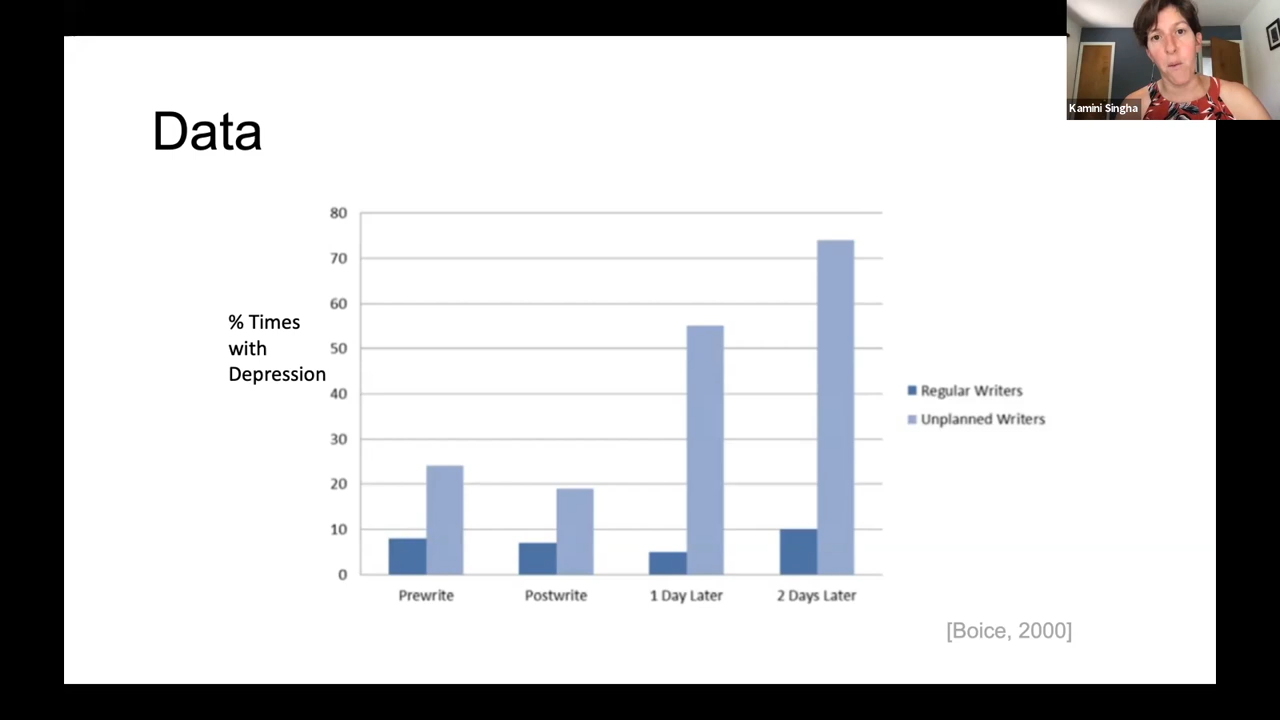 Kamini Singha
Data
80
70
60
50
40
30
20
10
0
% Times
with
Depression
Regular Writers
Unplanned Writers
Prewrite
Postwrite
1 Day Later
2 Days Later
[Boice, 2000]